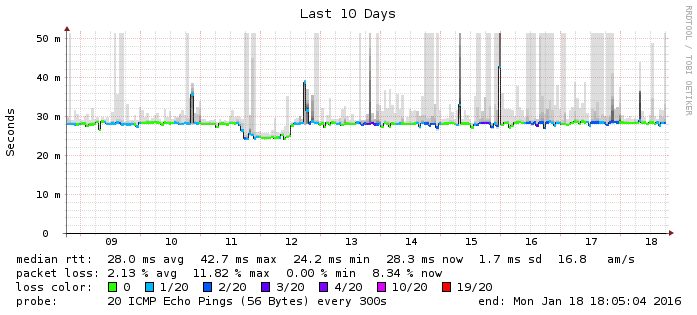 Last 10 Days
RRDTOOL / TOBI OETIKER
Seconds
50 m
40 m
30 m
20 m
10 m
0
09 10 11 12 13 14 15 16 17 18
median rtt: 28.0 ms avg 42.7 ms max 24.2 ms min 28.3 ms now 1.7 ms sd 16.8 am/s
packet loss: 2.13 % avg 11.82 % max 0.00 % min 8.34 % now
loss color: 0 1/20 2/20 3/20 4/20 10/20 19/20
probe: 20 ICMP Echo Pings (56 Bytes) every 300s end: Mon Jan 18 18:05:04 2016